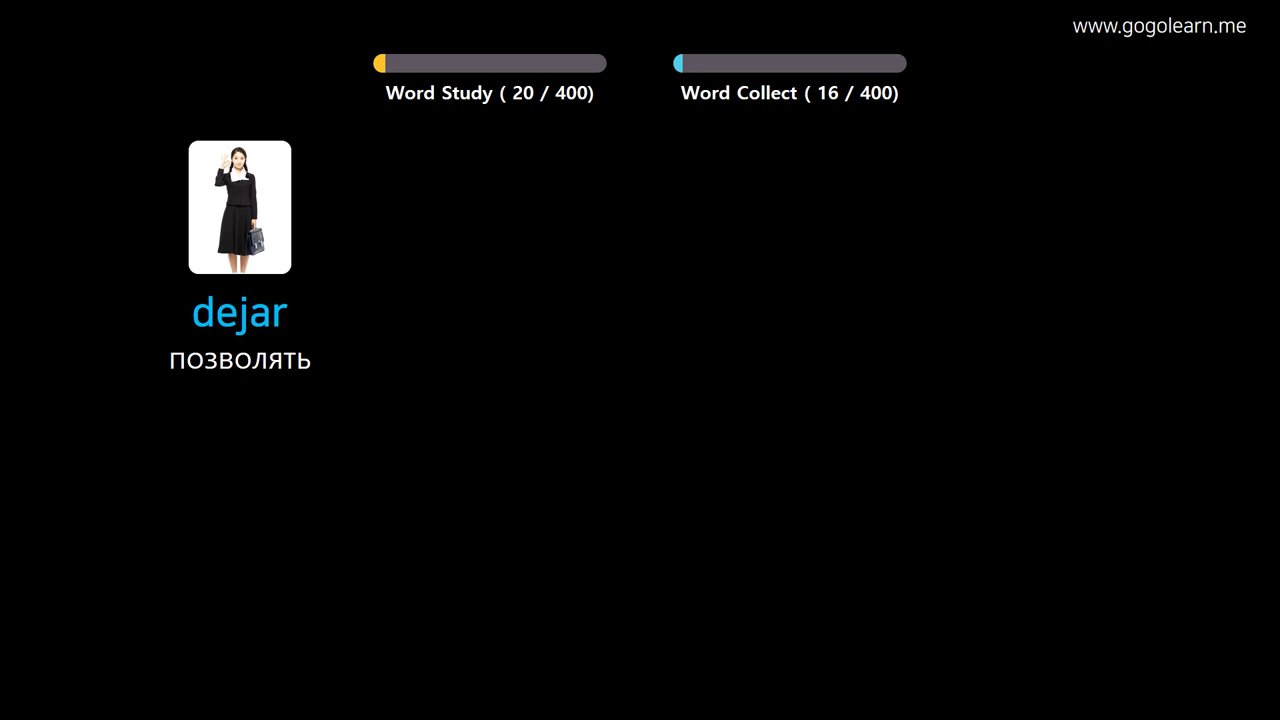 www.gogolearn.me
Word Study ( 20 / 400)
Word Collect ( 16 / 400)
dejar
позволять